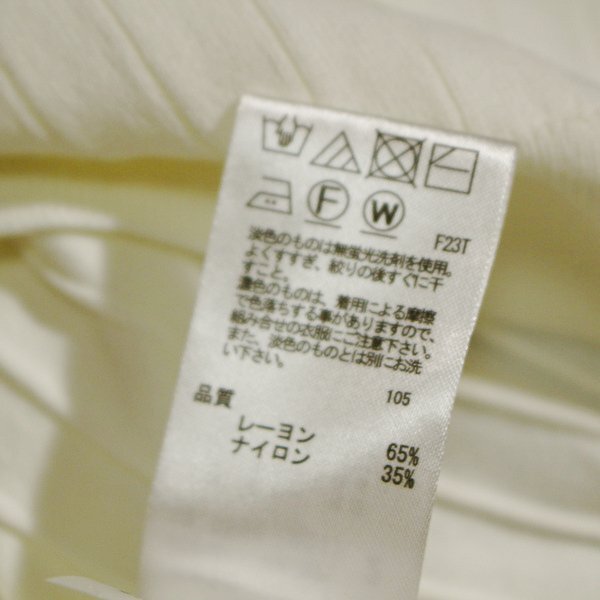 F W
F23T
淡色のものは無蛍光洗剤を使用。
よくすすぎ、絞りの後すぐに干
すこと。
濃色のものは、着用による摩擦
で色落ちする事がありますので、
組み合せの衣服にご注意下さい。
また、淡色のものとは別にお洗
い下さい。
品質 105
レーヨン 65%
ナイロン 35%